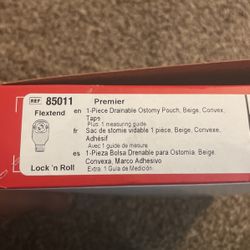 REF 85011
Premier
Flextend
en 1-Piece Drainable Ostomy Pouch, Beige, Convex,
Taps
Plus: 1 measuring guide
fr Sac de stomie vidable 1 pièce, Beige, Convexe,
Adhésif
Avec 1 guide de mesure
es 1-Pieza Bolsa Drenable para Ostomía, Beige,
Convexa, Marco Adhesivo
Extra: 1 Guía de Medición
Lock 'n Roll